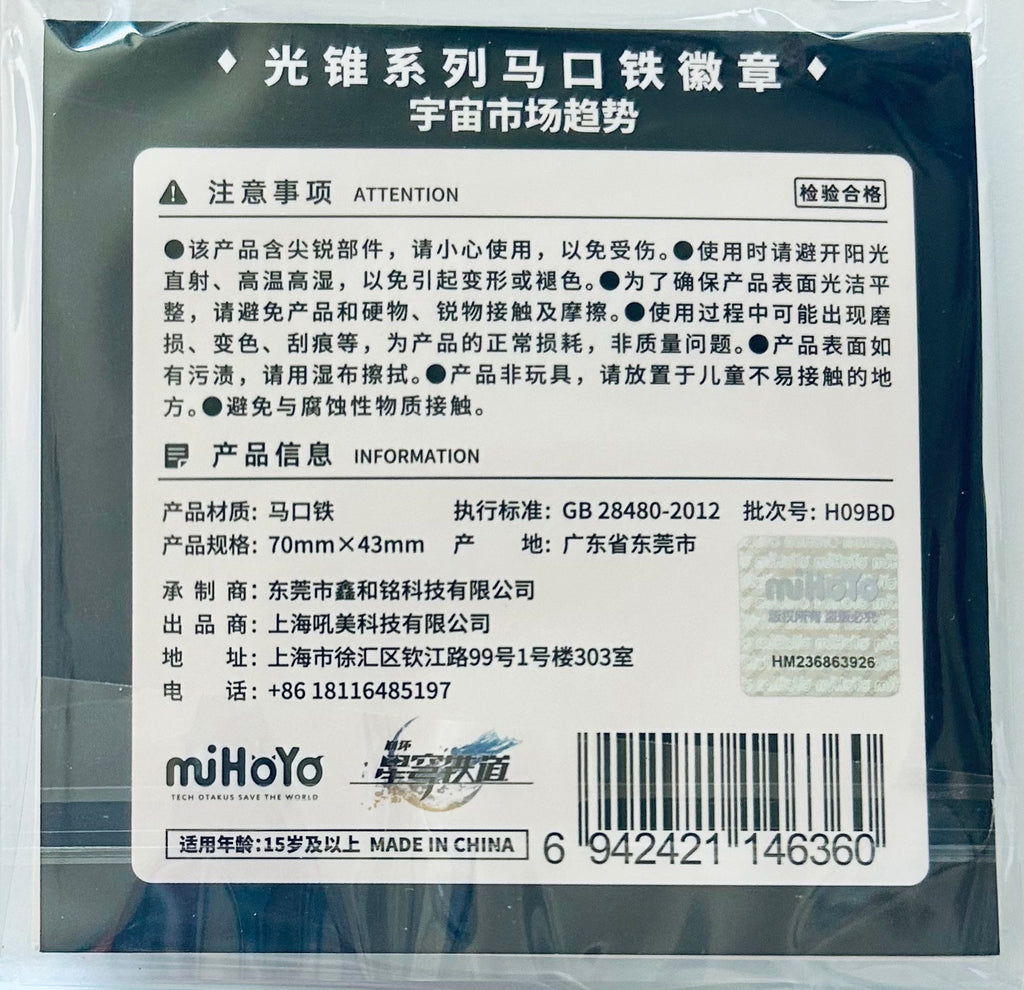 ♦ 光锥系列马口铁徽章 ♦
宇宙市场趋势
注意事项 ATTENTION 检验合格
●该产品含尖锐部件，请小心使用，以免受伤。●使用时请避开阳光
直射、高温高湿，以免引起变形或褪色。●为了确保产品表面光洁平
整，请避免产品和硬物、锐物接触及摩擦。●使用过程中可能出现磨
损、变色、刮痕等，为产品的正常损耗，非质量问题。●产品表面如
有污渍，请用湿布擦拭。●产品非玩具，请放置于儿童不易接触的地
方。●避免与腐蚀性物质接触。
产品信息 INFORMATION
产品材质：马口铁 执行标准：GB 28480-2012 批次号：H09BD
产品规格：70mm×43mm 产 地：广东省东莞市
承制商：东莞市鑫和铭科技有限公司
出品商：上海吼美科技有限公司
地 址：上海市徐汇区钦江路99号1号楼303室
电 话：+86 18116485197
miHoYo
版权所有 盗版必究
HM236863926
miHoYo
TECH OTAKUS SAVE THE WORLD
崩坏
星穹铁道
适用年龄:15岁及以上 MADE IN CHINA
6 942421 146360